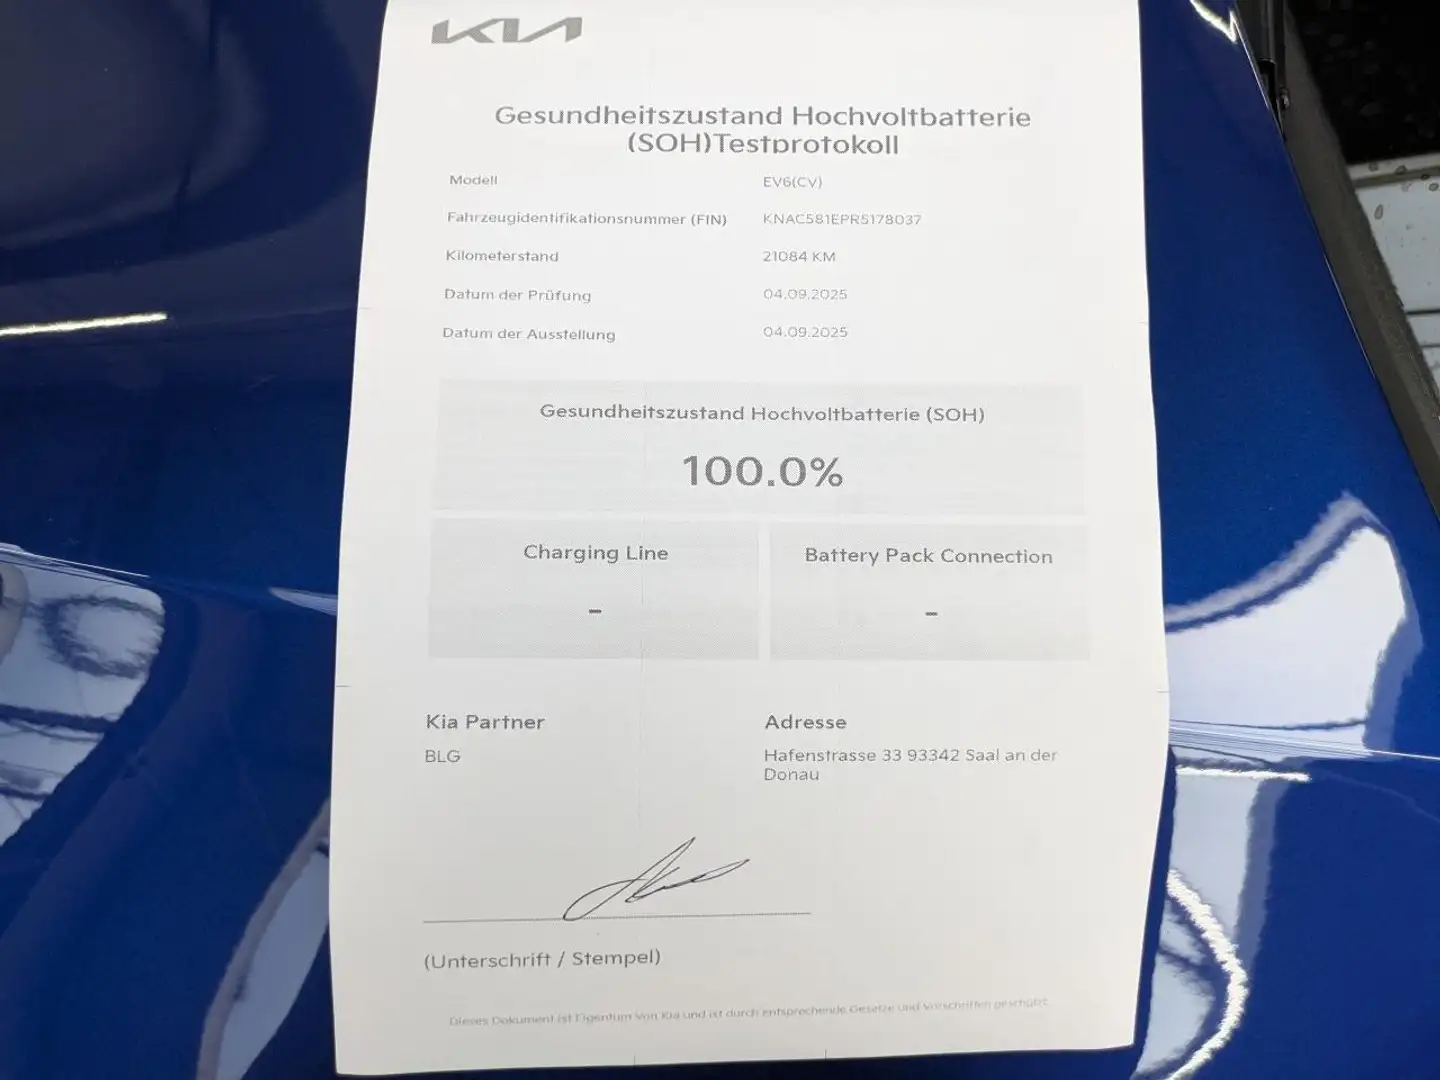 KIA
Gesundheitszustand Hochvoltbatterie
(SOH)Testprotokoll
Modell EV6(CV)
Fahrzeugidentifikationsnummer (FIN) KNAC581EPR5178037
Kilometerstand 21084 KM
Datum der Prüfung 04.09.2025
Datum der Ausstellung 04.09.2025
Gesundheitszustand Hochvoltbatterie (SOH)
100.0%
Charging Line Battery Pack Connection
- -
Kia Partner Adresse
BLG Hafenstrasse 33 93342 Saal an der
Donau
(Unterschrift / Stempel)
Dieses Dokument ist Eigentum von Kia und ist durch entsprechende Gesetze und Vorschriften geschützt.